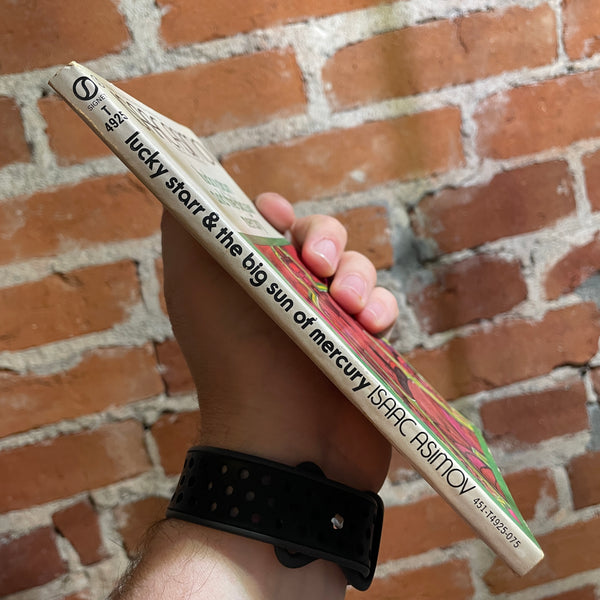 SIGNET
T
4925
lucky starr & the big sun of mercury ISAAC ASIMOV 451-T4925-075